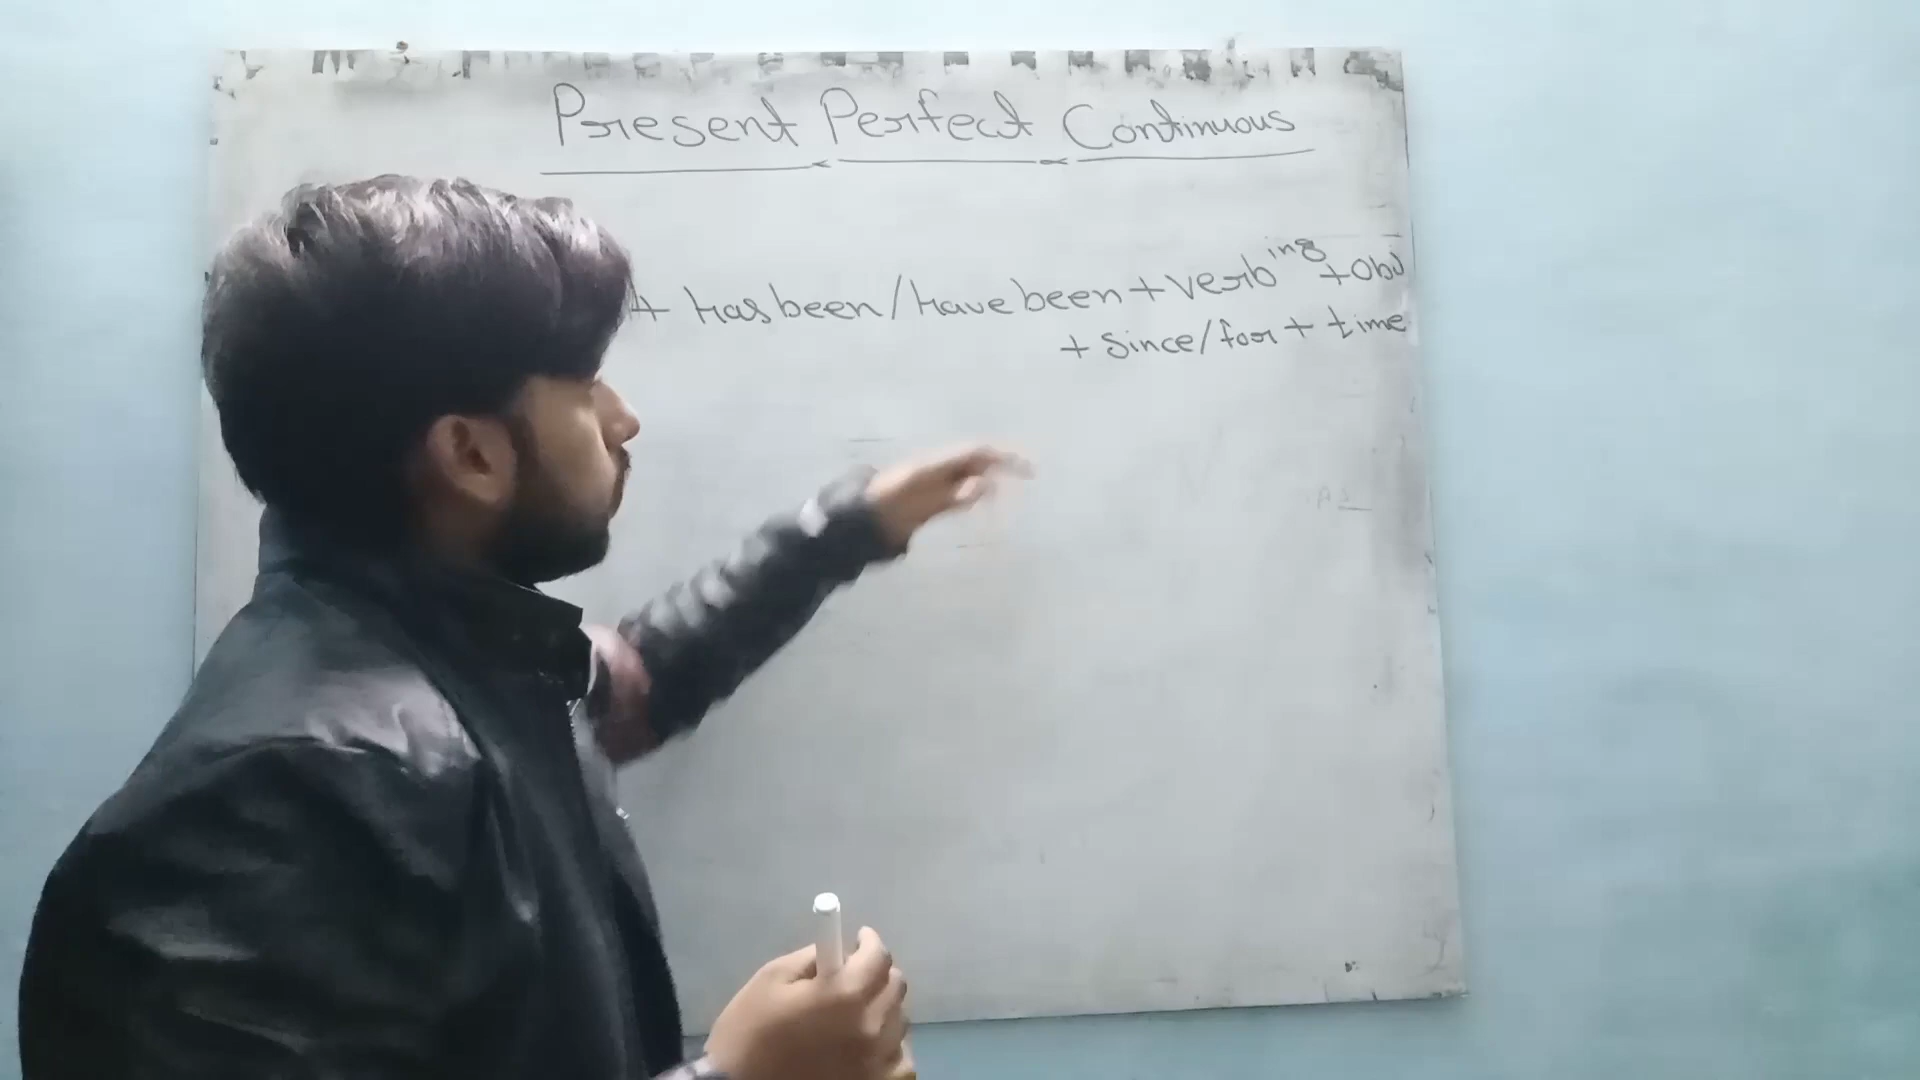 Present Perfect Continuous
+ has been / have been + verb ing + obj
+ Since / for + time